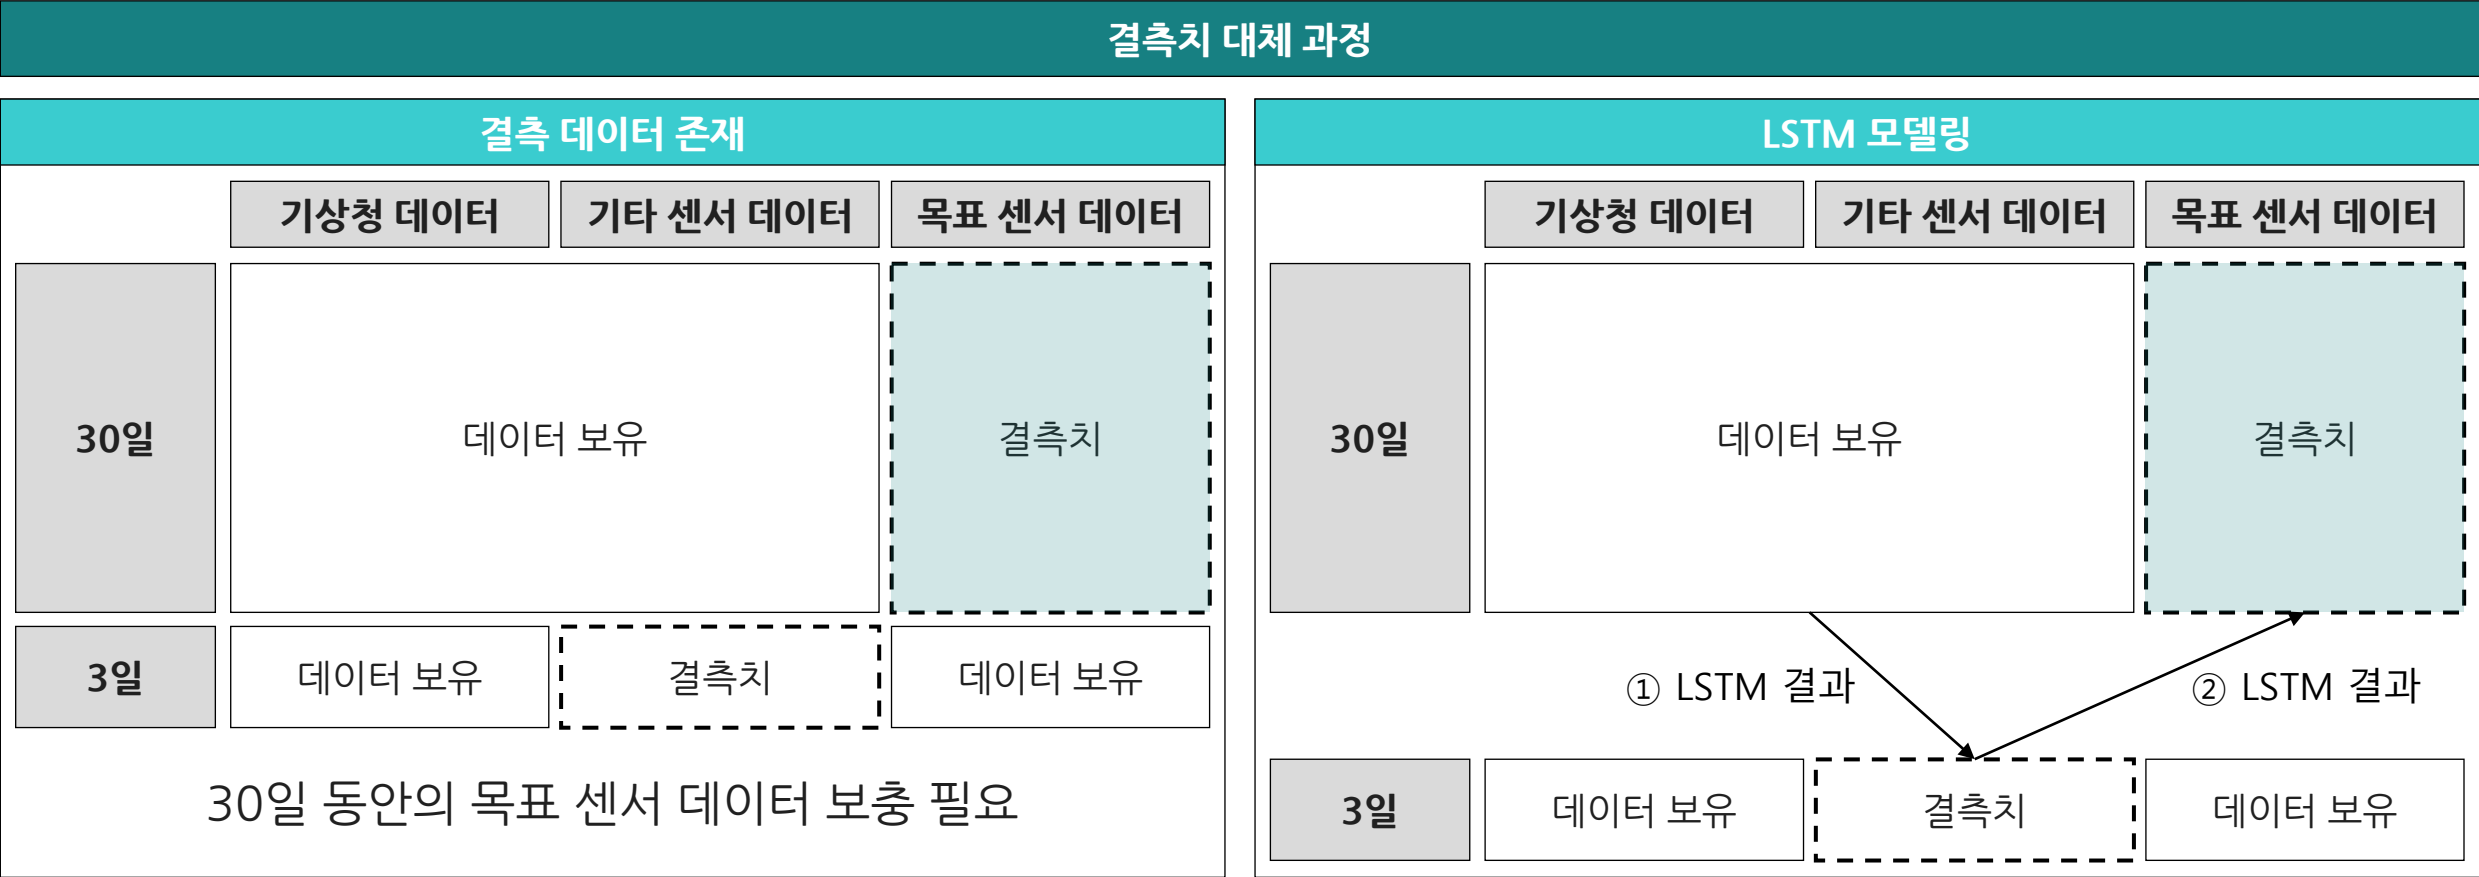 결측치 대체 과정
결측 데이터 존재
기상청 데이터 기타 센서 데이터 목표 센서 데이터
30일 데이터 보유 결측치
3일 데이터 보유 결측치 데이터 보유
30일 동안의 목표 센서 데이터 보충 필요
LSTM 모델링
기상청 데이터 기타 센서 데이터 목표 센서 데이터
30일 데이터 보유 결측치
① LSTM 결과 ② LSTM 결과
3일 데이터 보유 결측치 데이터 보유